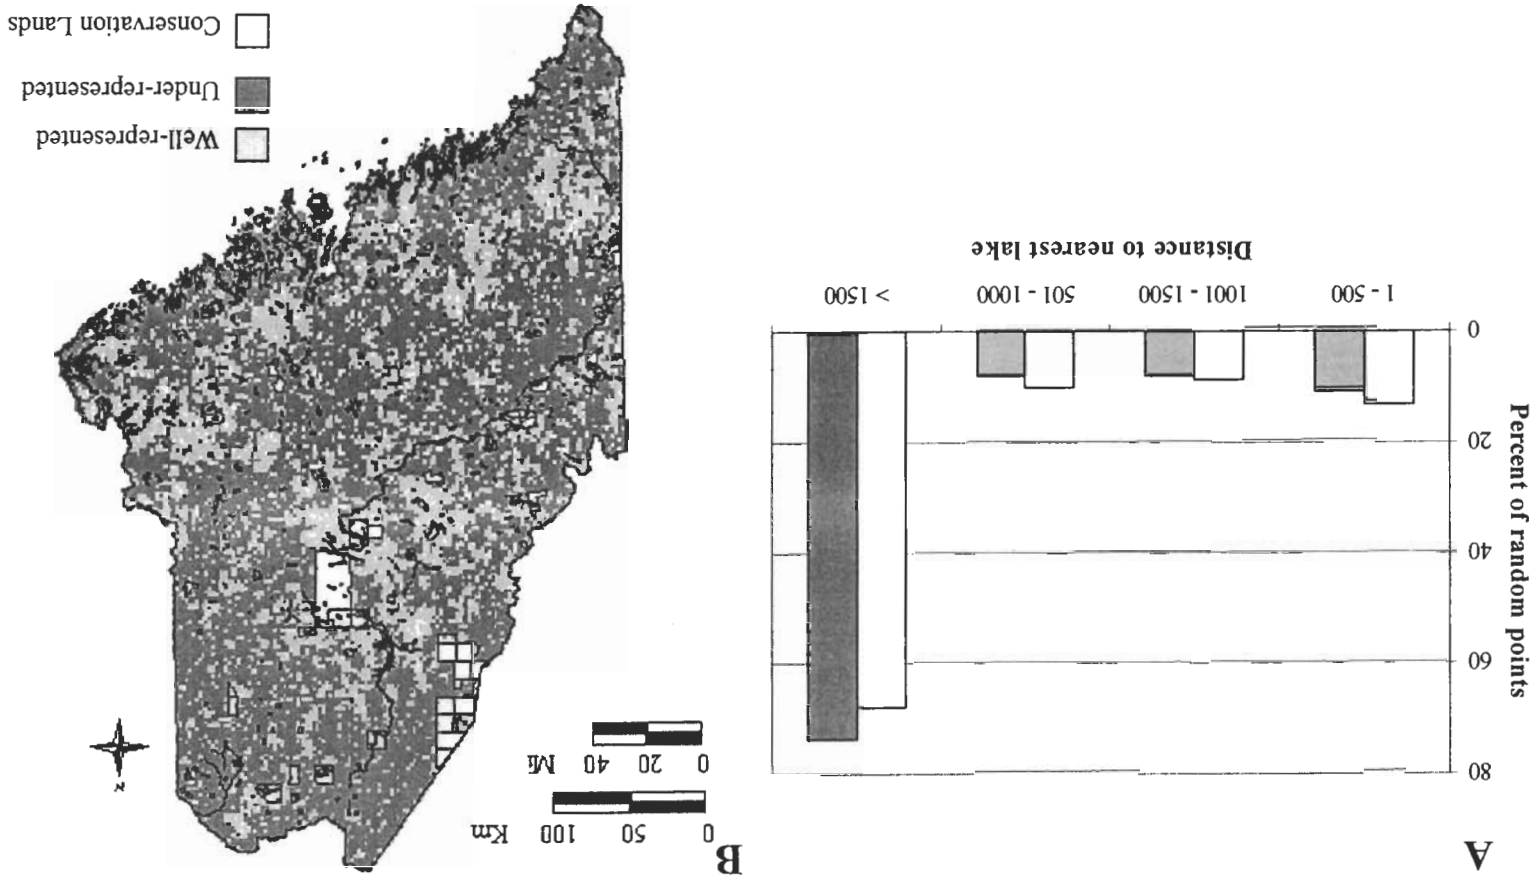 A
Percent of random points
80
60
40
20
0
1 - 500
1001 - 1500
501 - 1000
> 1500
Distance to nearest lake
B
0 50 100 Km
0 20 40 Mi
Well-represented
Under-represented
Conservation Lands